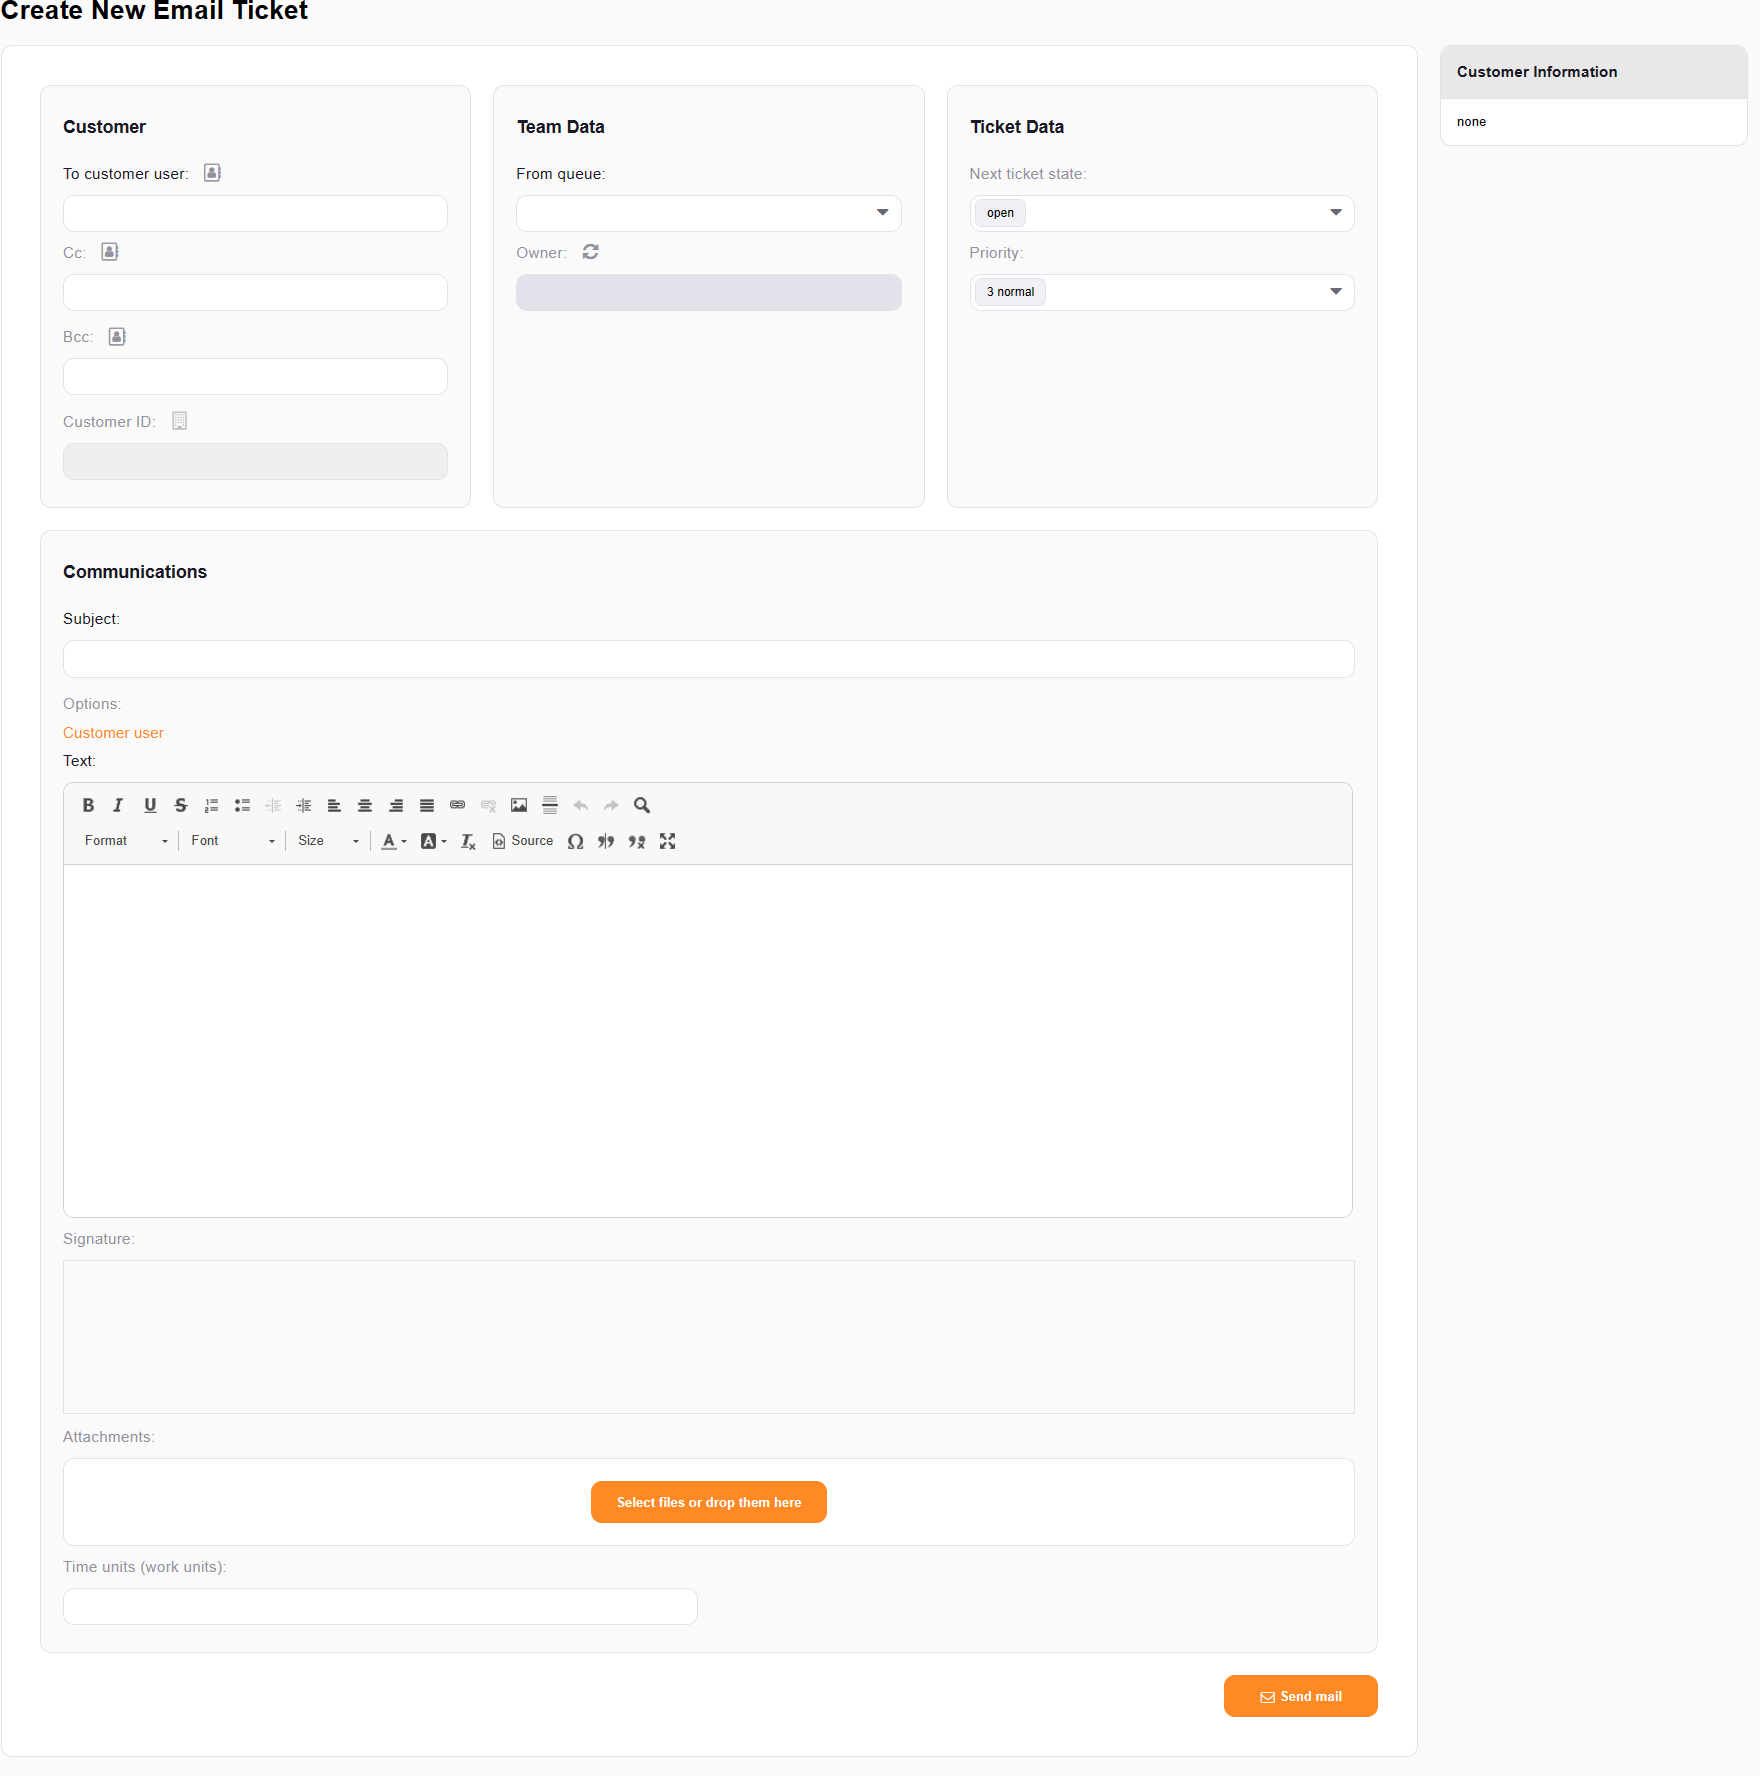 Create New Email Ticket
Customer Information
none
Customer
To customer user:
Cc:
Bcc:
Customer ID:
Team Data
From queue:
Owner:
Ticket Data
Next ticket state:
open
Priority:
3 normal
Communications
Subject:
Options:
Customer user
Text:
Format Font Size Source
Signature:
Attachments:
Select files or drop them here
Time units (work units):
Send mail